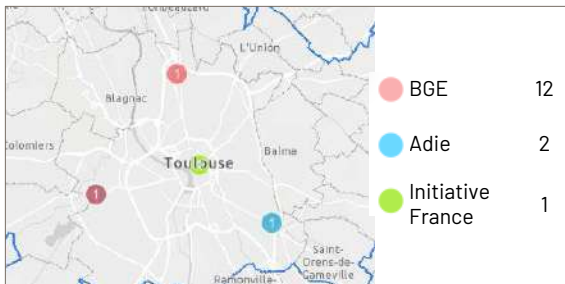 L'Union
1
Blagnac
Colomiers
Toulouse
1
Balma
1
1
Saint-
Orens-de-
Gameville
Ramonville-
BGE 12
Adie 2
Initiative
France 1